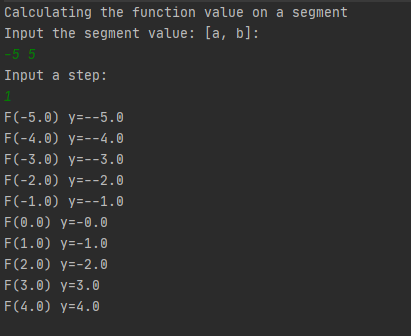 Calculating the function value on a segment
Input the segment value: [a, b]:
-5 5
Input a step:
1
F(-5.0) y=--5.0
F(-4.0) y=--4.0
F(-3.0) y=--3.0
F(-2.0) y=--2.0
F(-1.0) y=--1.0
F(0.0) y=-0.0
F(1.0) y=-1.0
F(2.0) y=-2.0
F(3.0) y=3.0
F(4.0) y=4.0